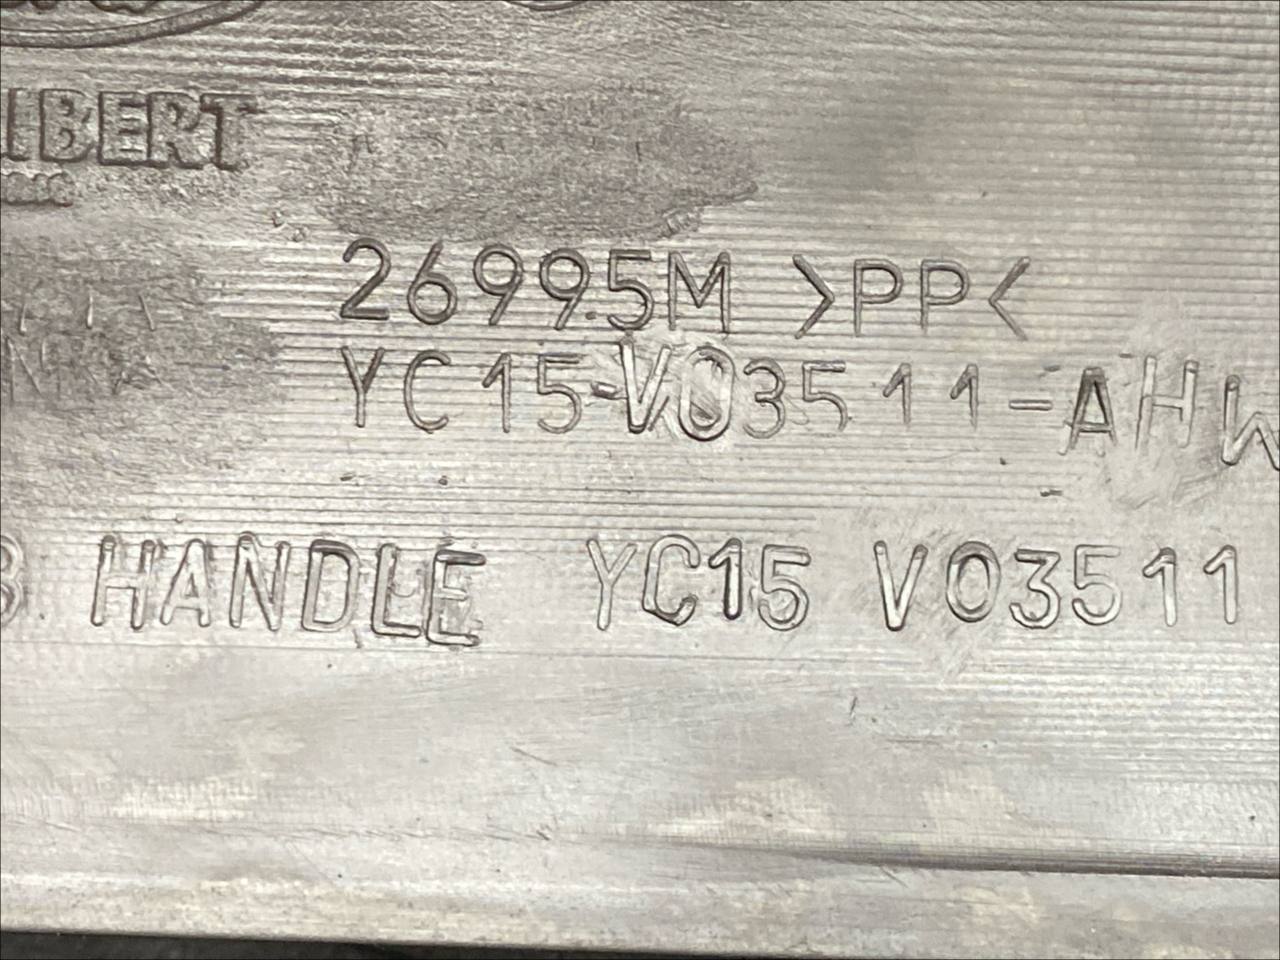 IBERT
26995M >PP<
YC15-V03511-AHW
HANDLE YC15 V03511